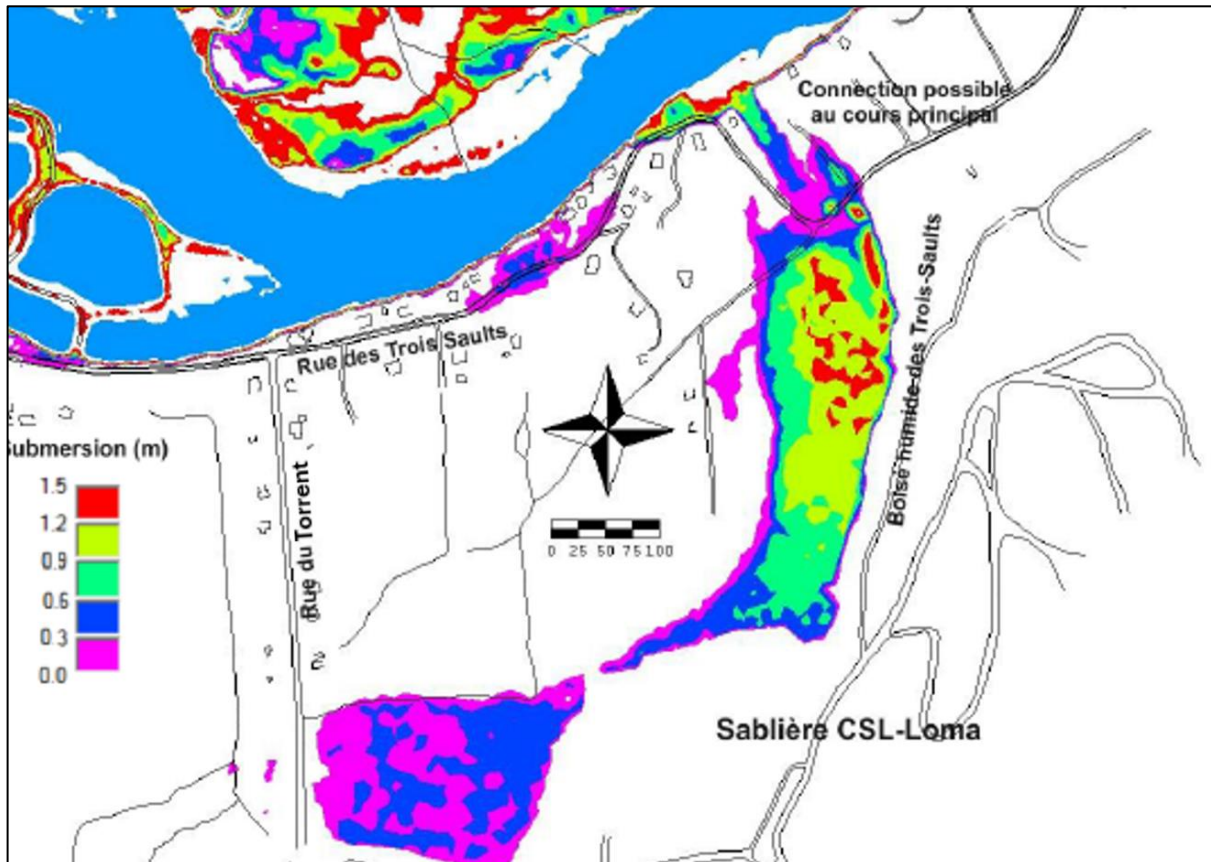 Connection possible
au cours principal
Rue des Trois Saults
Boisé humide des Trois-Saults
Submersion (m)
1.5
1.2
0.9
0.6
0.3
0.0
Rue du Torrent
0 25 50 75 100
Sablière CSL-Loma